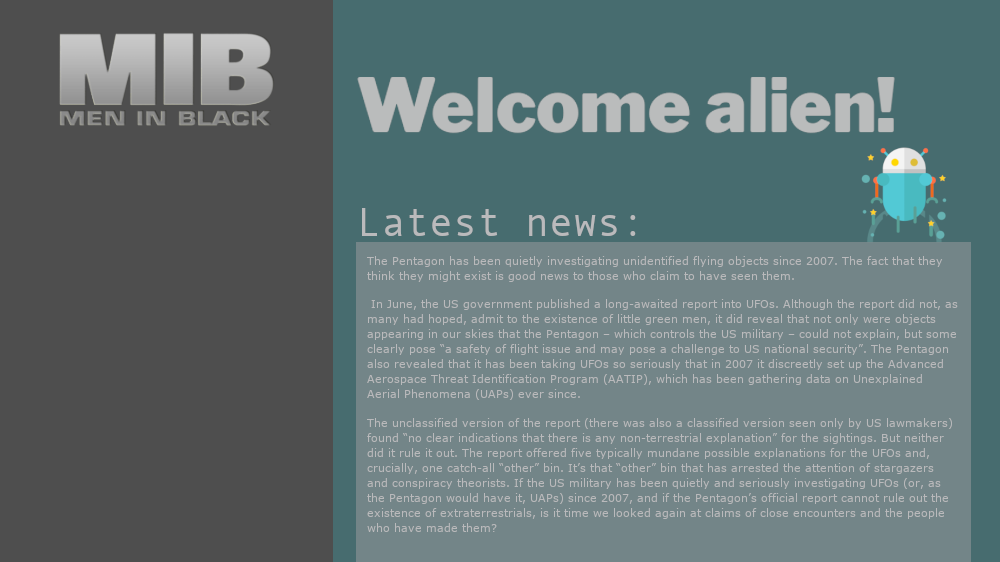 MIB
MEN IN BLACK
Welcome alien!
Latest news:
The Pentagon has been quietly investigating unidentified flying objects since 2007. The fact that they
think they might exist is good news to those who claim to have seen them.
In June, the US government published a long-awaited report into UFOs. Although the report did not, as
many had hoped, admit to the existence of little green men, it did reveal that not only were objects
appearing in our skies that the Pentagon – which controls the US military – could not explain, but some
clearly pose “a safety of flight issue and may pose a challenge to US national security”. The Pentagon
also revealed that it has been taking UFOs so seriously that in 2007 it discreetly set up the Advanced
Aerospace Threat Identification Program (AATIP), which has been gathering data on Unexplained
Aerial Phenomena (UAPs) ever since.
The unclassified version of the report (there was also a classified version seen only by US lawmakers)
found “no clear indications that there is any non-terrestrial explanation” for the sightings. But neither
did it rule it out. The report offered five typically mundane possible explanations for the UFOs and,
crucially, one catch-all “other” bin. It’s that “other” bin that has arrested the attention of stargazers
and conspiracy theorists. If the US military has been quietly and seriously investigating UFOs (or, as
the Pentagon would have it, UAPs) since 2007, and if the Pentagon’s official report cannot rule out the
existence of extraterrestrials, is it time we looked again at claims of close encounters and the people
who have made them?